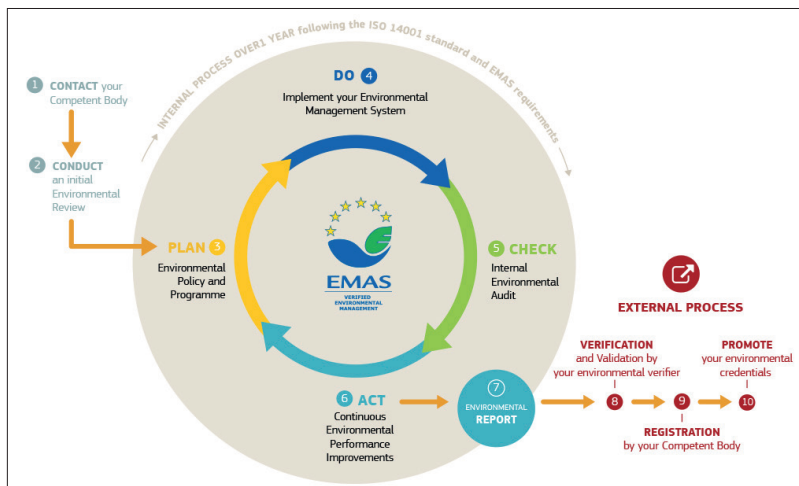 INTERNAL PROCESS OVER1 YEAR following the ISO 14001 standard and EMAS requirements
1 CONTACT your
Competent Body
2 CONDUCT
an initial
Environmental
Review
PLAN 3
Environmental
Policy and
Programme
DO 4
Implement your Environmental
Management System
5 CHECK
Internal
Environmental
Audit
EMAS
VERIFIED
ENVIRONMENTAL
MANAGEMENT
6 ACT
Continuous
Environmental
Performance
Improvements
7
ENVIRONMENTAL
REPORT
EXTERNAL PROCESS
VERIFICATION
and Validation by
your environmental verifier
8
9
REGISTRATION
by your Competent Body
PROMOTE
your environmental
credentials
10